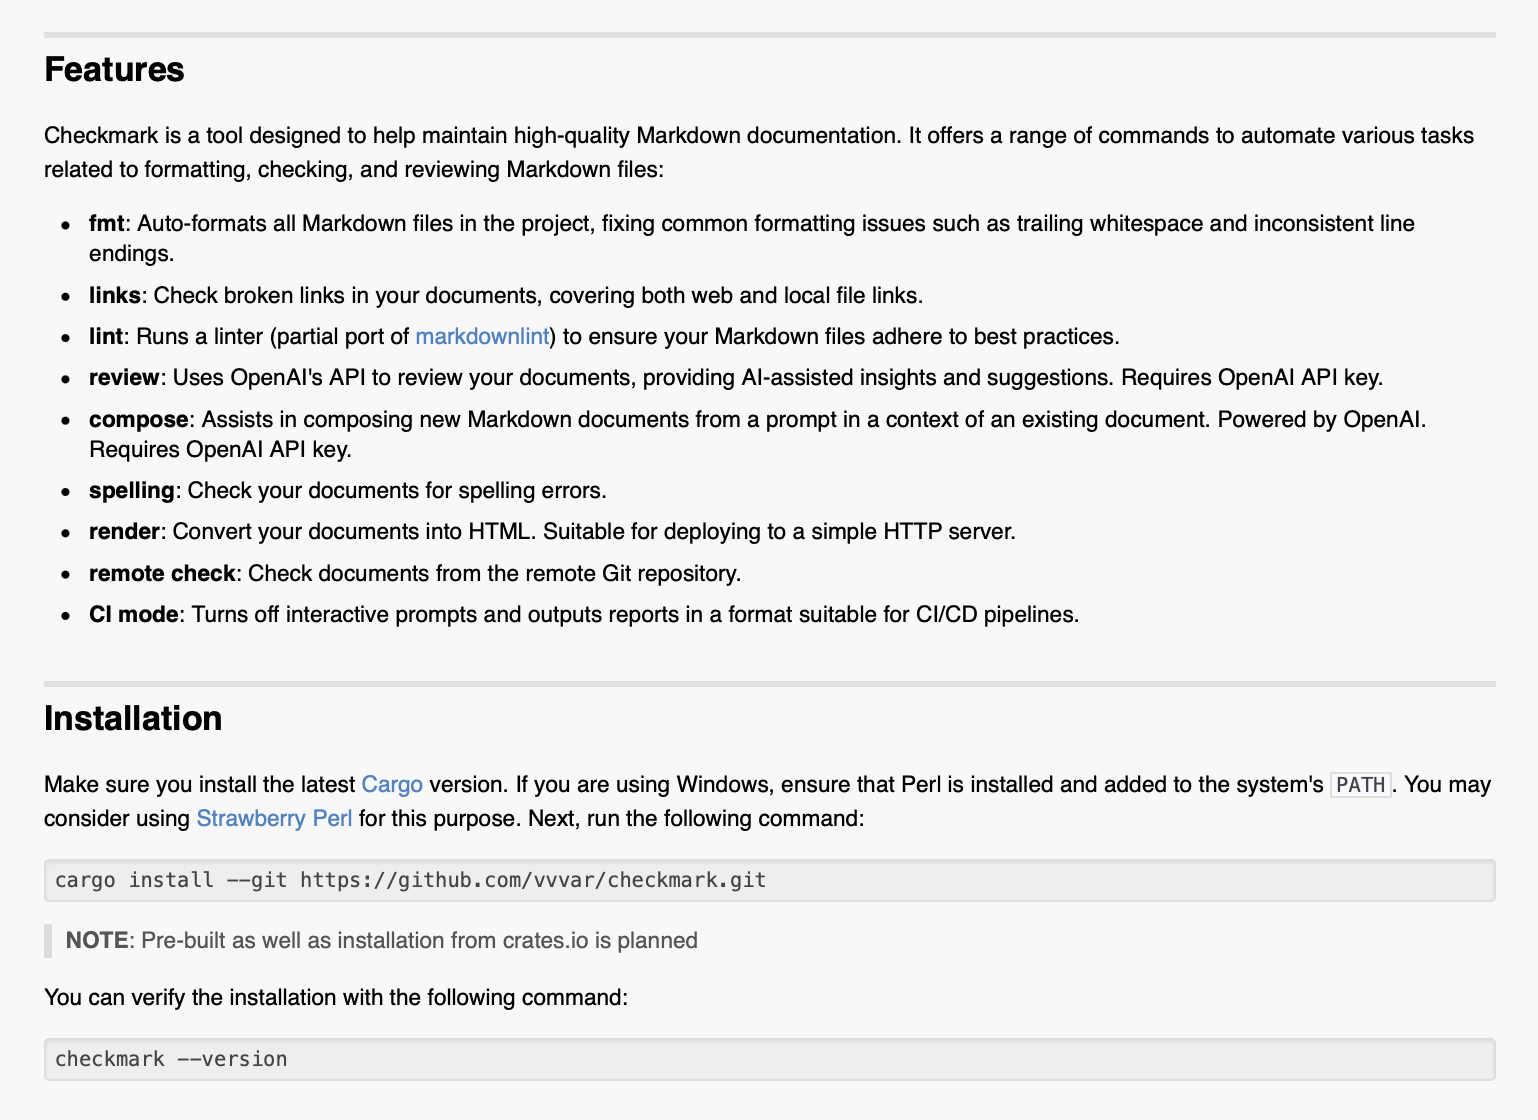 Features
Checkmark is a tool designed to help maintain high-quality Markdown documentation. It offers a range of commands to automate various tasks
related to formatting, checking, and reviewing Markdown files:
• fmt: Auto-formats all Markdown files in the project, fixing common formatting issues such as trailing whitespace and inconsistent line
endings.
• links: Check broken links in your documents, covering both web and local file links.
• lint: Runs a linter (partial port of markdownlint) to ensure your Markdown files adhere to best practices.
• review: Uses OpenAI's API to review your documents, providing AI-assisted insights and suggestions. Requires OpenAI API key.
• compose: Assists in composing new Markdown documents from a prompt in a context of an existing document. Powered by OpenAI.
Requires OpenAI API key.
• spelling: Check your documents for spelling errors.
• render: Convert your documents into HTML. Suitable for deploying to a simple HTTP server.
• remote check: Check documents from the remote Git repository.
• CI mode: Turns off interactive prompts and outputs reports in a format suitable for CI/CD pipelines.
Installation
Make sure you install the latest Cargo version. If you are using Windows, ensure that Perl is installed and added to the system's PATH. You may
consider using Strawberry Perl for this purpose. Next, run the following command:
cargo install --git https://github.com/vvvar/checkmark.git
NOTE: Pre-built as well as installation from crates.io is planned
You can verify the installation with the following command:
checkmark --version